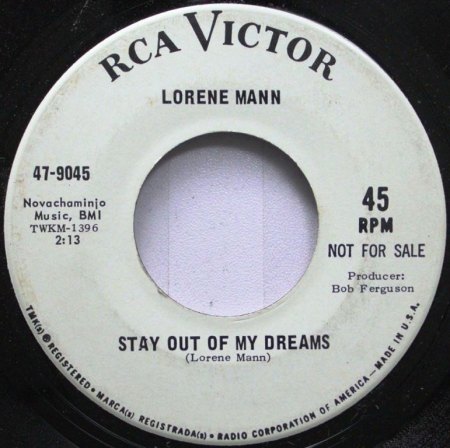 RCA VICTOR
LORENE MANN
47-9045
Novachaminjo
Music, BMI
TWKM-1396
2:13
45
RPM
NOT FOR SALE
Producer:
Bob Ferguson
STAY OUT OF MY DREAMS
(Lorene Mann)
TMK(s) ® REGISTERED • MARCA(s) REGISTRADA(s) • RADIO CORPORATION OF AMERICA—MADE IN U.S.A.